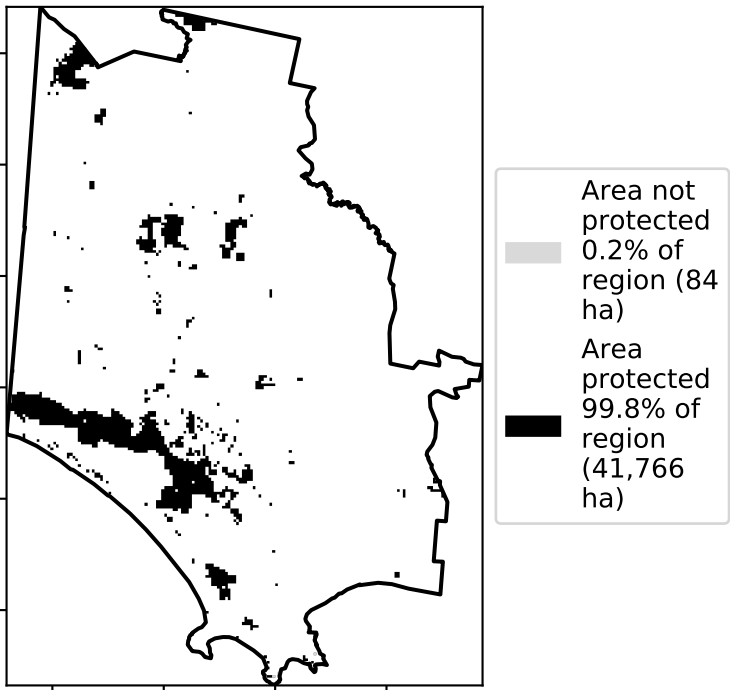 Area not
protected
0.2% of
region (84
ha)
Area
protected
99.8% of
region
(41,766
ha)